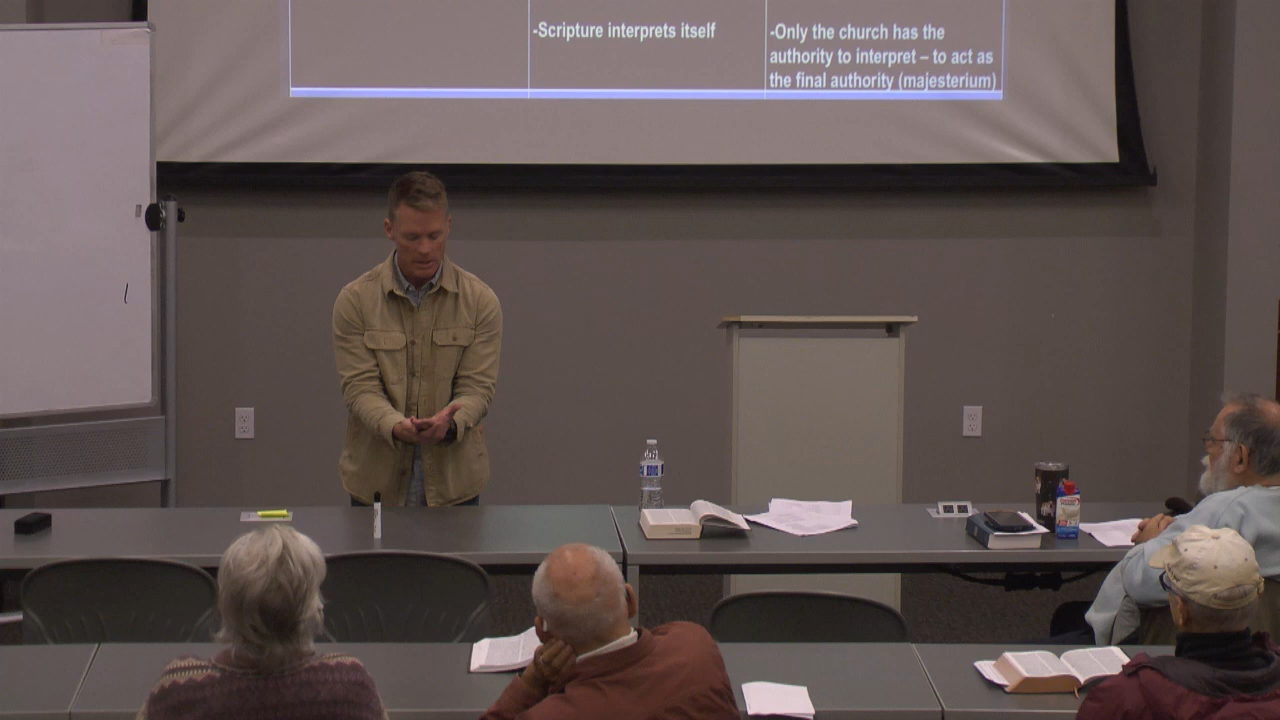 -Scripture interprets itself
-Only the church has the
authority to interpret – to act as
the final authority (majesterium)